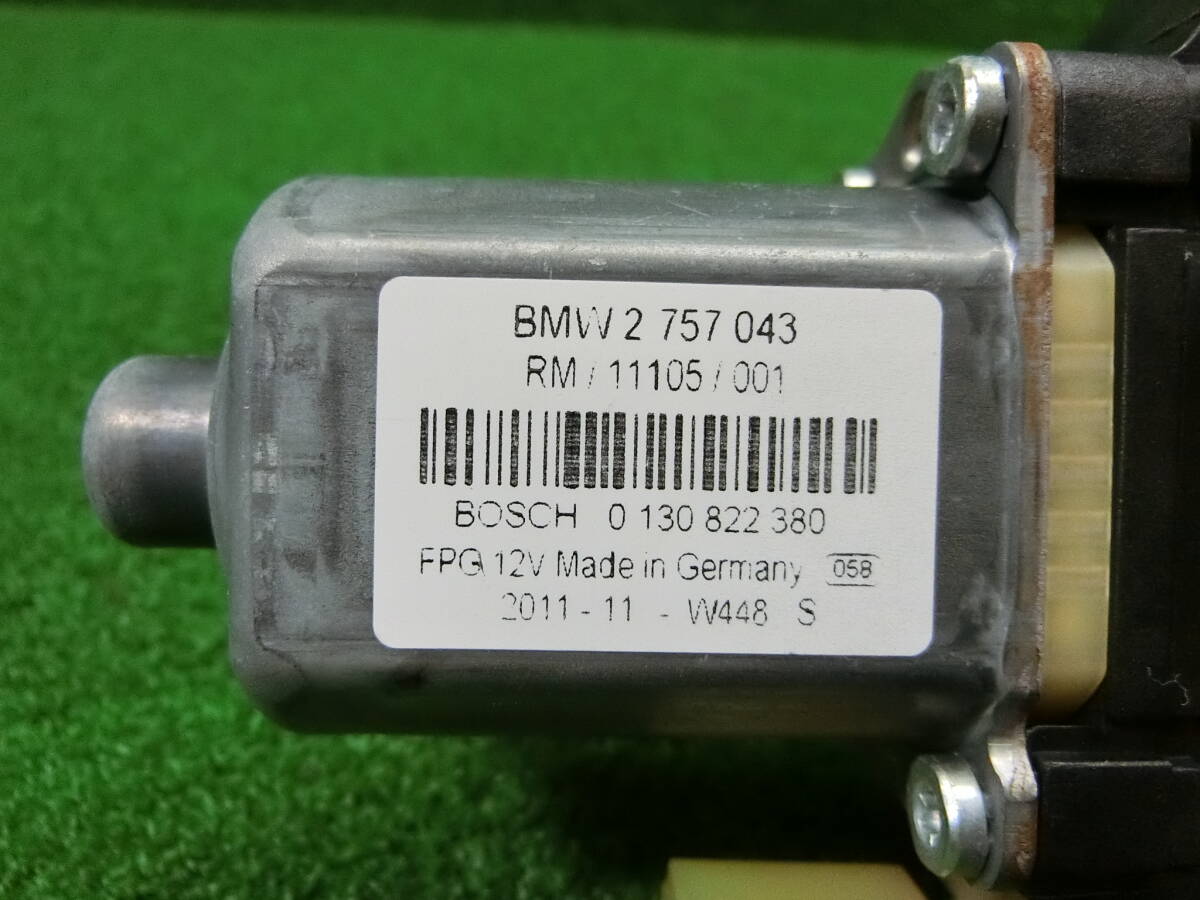 BMW 2 757 043
RM / 11105 / 001
BOSCH 0 130 822 380
FPG 12V Made in Germany 058
2011 - 11 - W448 S